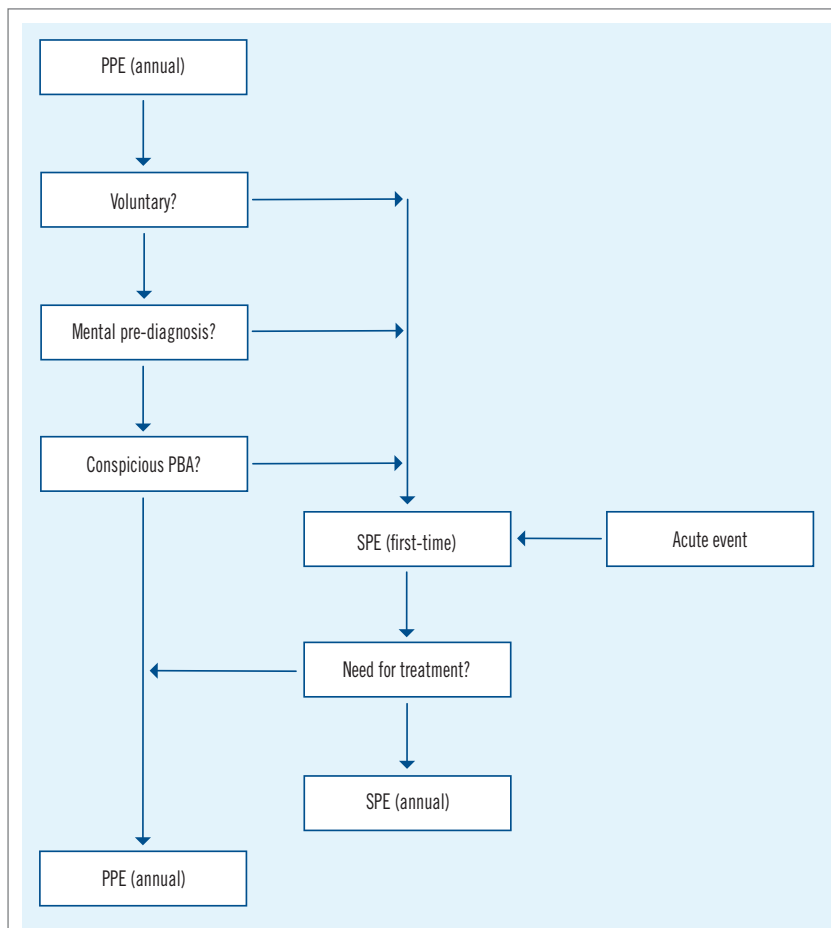 PPE (annual)
Voluntary?
Mental pre-diagnosis?
Conspicious PBA?
SPE (first-time)
Acute event
Need for treatment?
SPE (annual)
PPE (annual)